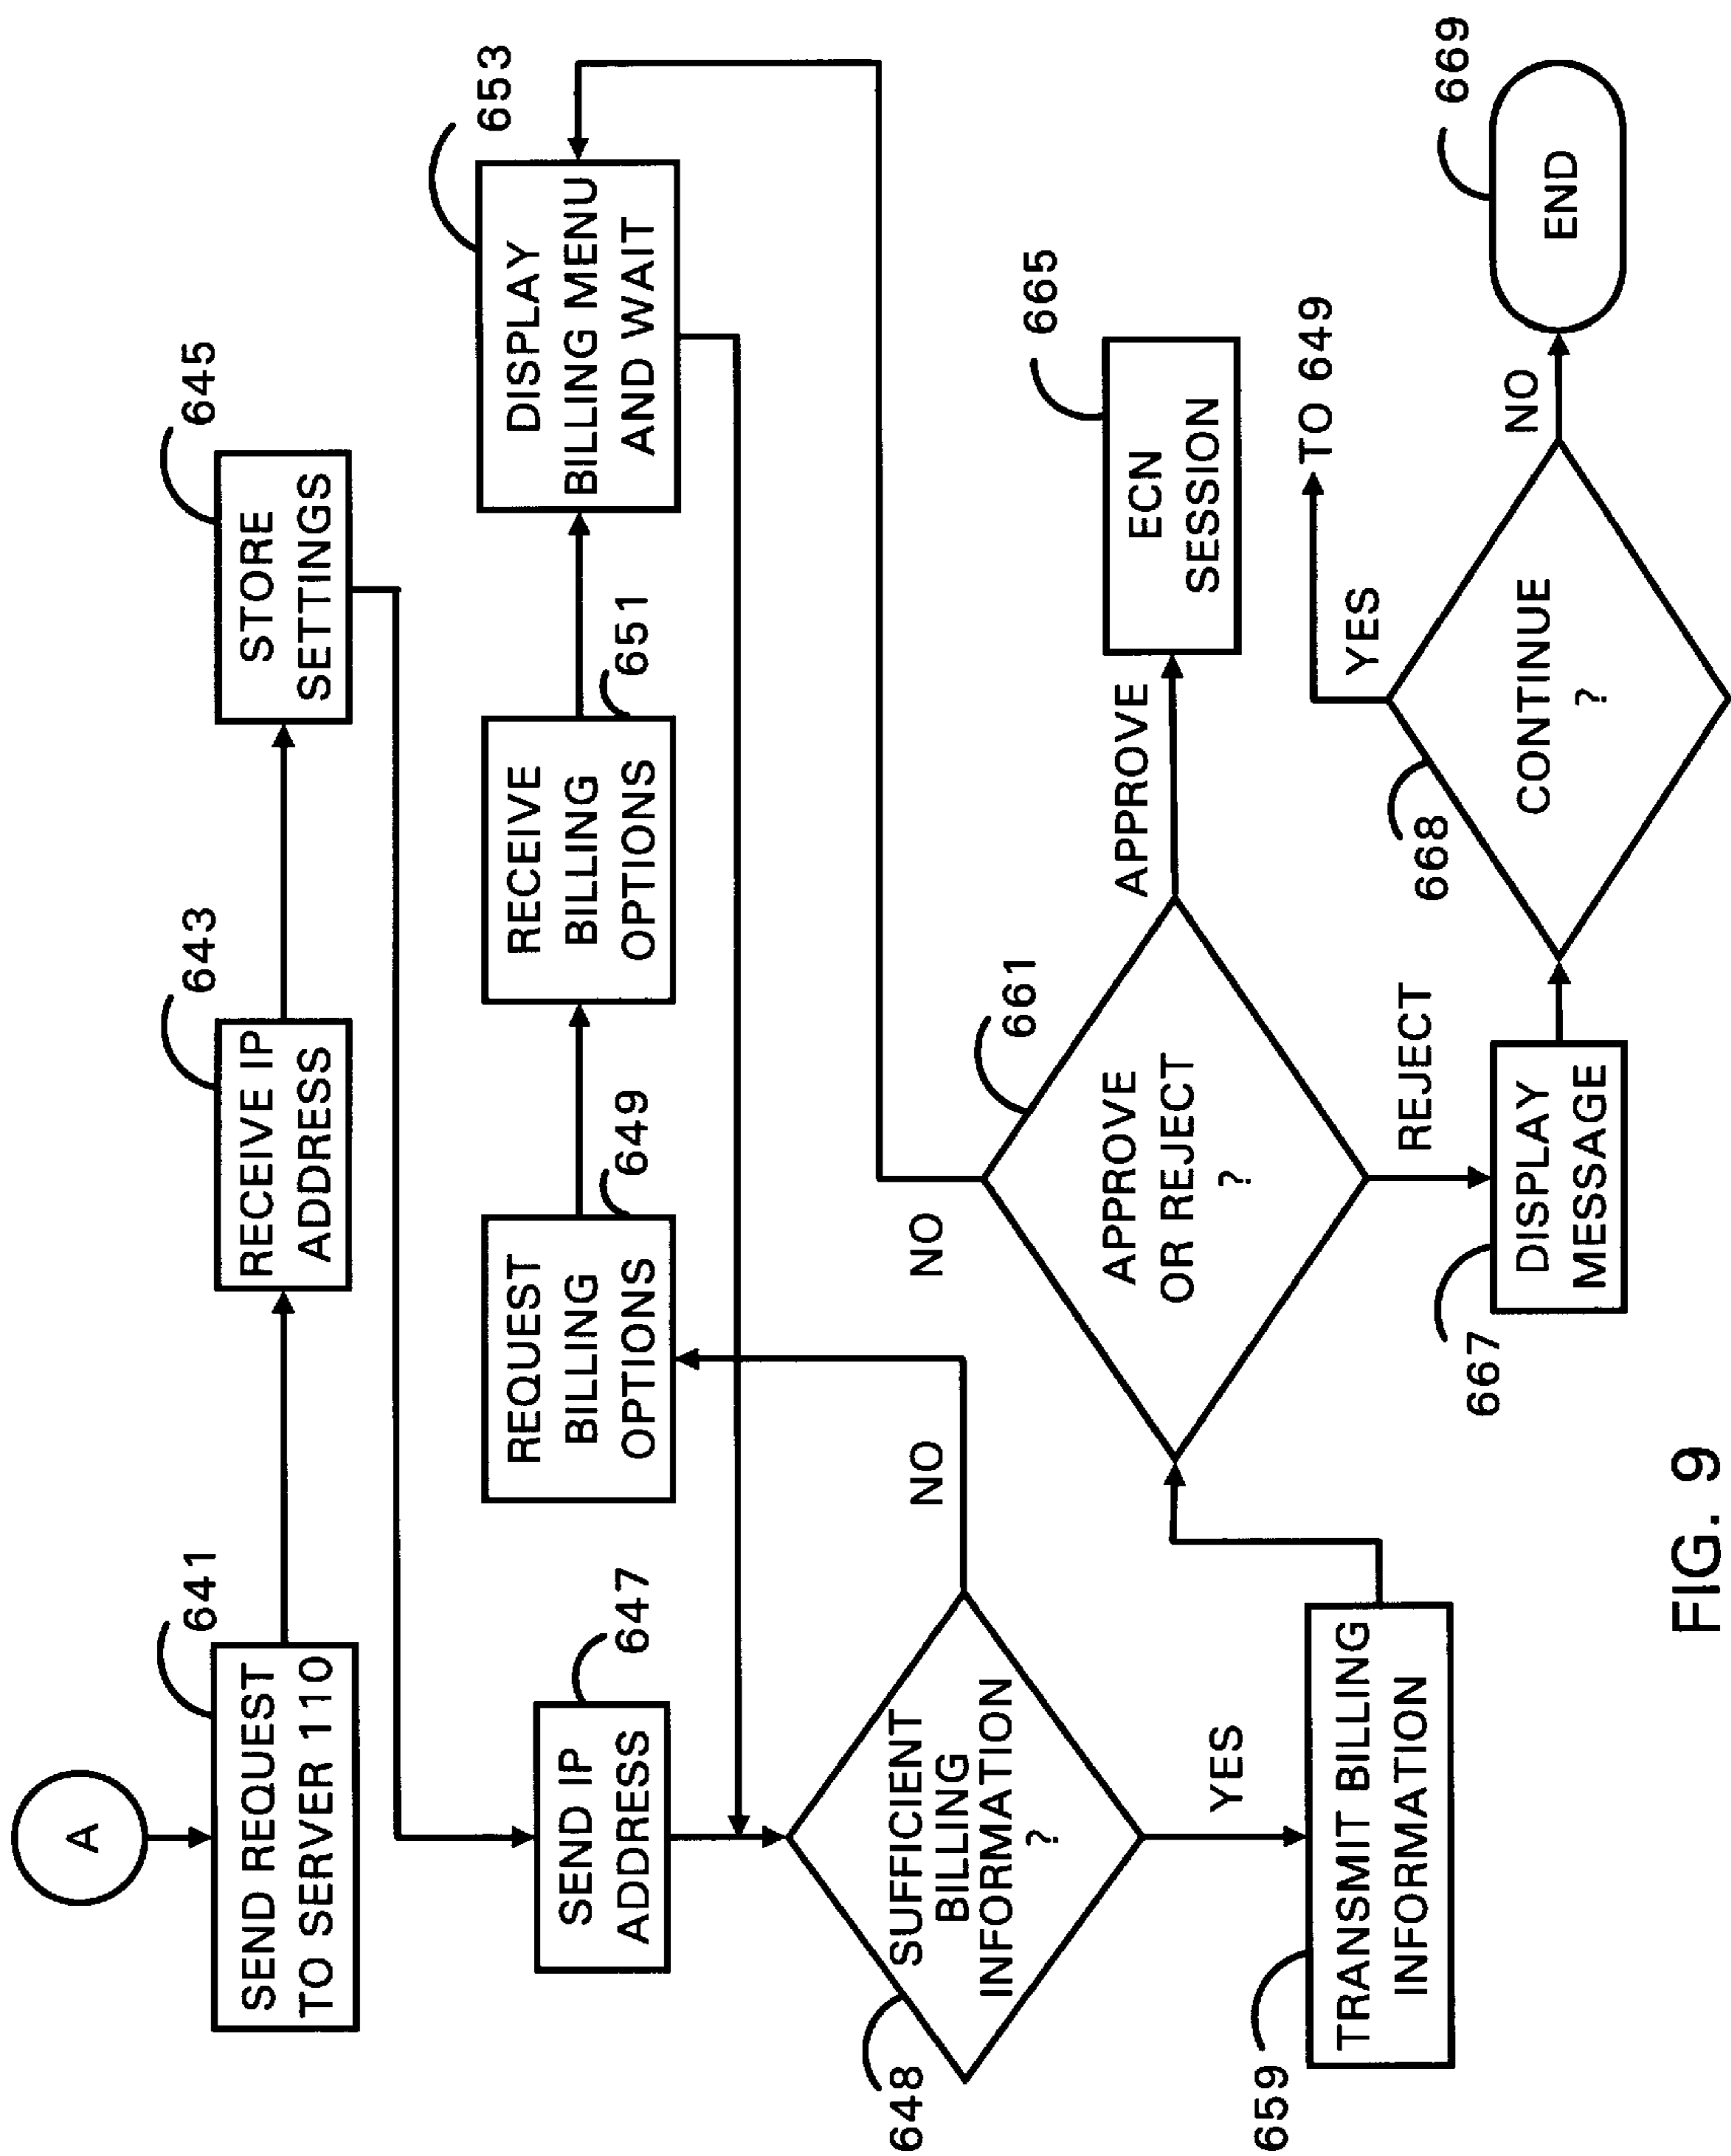 A
641
SEND REQUEST
TO SERVER 110
643
RECEIVE IP
ADDRESS
645
STORE
SETTINGS
647
SEND IP
ADDRESS
649
REQUEST
BILLING
OPTIONS
651
RECEIVE
BILLING
OPTIONS
653
DISPLAY
BILLING MENU
AND WAIT
648
SUFFICIENT
BILLING
INFORMATION
?
NO
YES
659
TRANSMIT BILLING
INFORMATION
661
APPROVE
OR REJECT
?
NO
APPROVE
REJECT
665
ECN
SESSION
667
DISPLAY
MESSAGE
668
CONTINUE
?
YES
TO 649
NO
669
END
FIG. 9